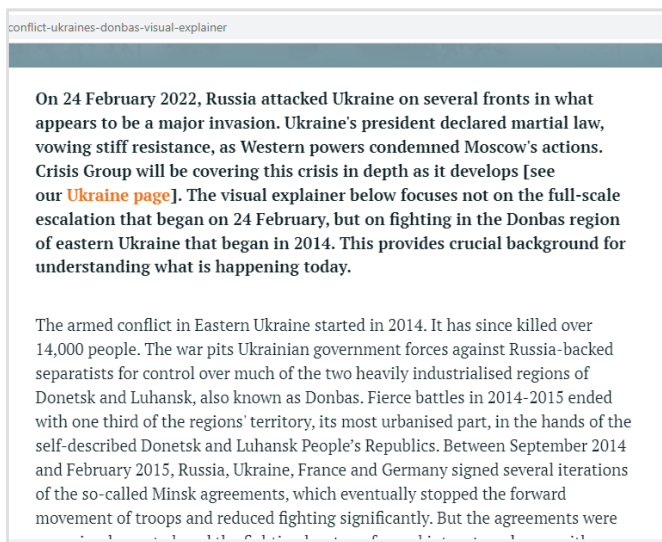 conflict-ukraines-donbas-visual-explainer
On 24 February 2022, Russia attacked Ukraine on several fronts in what
appears to be a major invasion. Ukraine's president declared martial law,
vowing stiff resistance, as Western powers condemned Moscow's actions.
Crisis Group will be covering this crisis in depth as it develops [see
our Ukraine page]. The visual explainer below focuses not on the full-scale
escalation that began on 24 February, but on fighting in the Donbas region
of eastern Ukraine that began in 2014. This provides crucial background for
understanding what is happening today.
The armed conflict in Eastern Ukraine started in 2014. It has since killed over
14,000 people. The war pits Ukrainian government forces against Russia-backed
separatists for control over much of the two heavily industrialised regions of
Donetsk and Luhansk, also known as Donbas. Fierce battles in 2014-2015 ended
with one third of the regions' territory, its most urbanised part, in the hands of the
self-described Donetsk and Luhansk People’s Republics. Between September 2014
and February 2015, Russia, Ukraine, France and Germany signed several iterations
of the so-called Minsk agreements, which eventually stopped the forward
movement of troops and reduced fighting significantly. But the agreements were